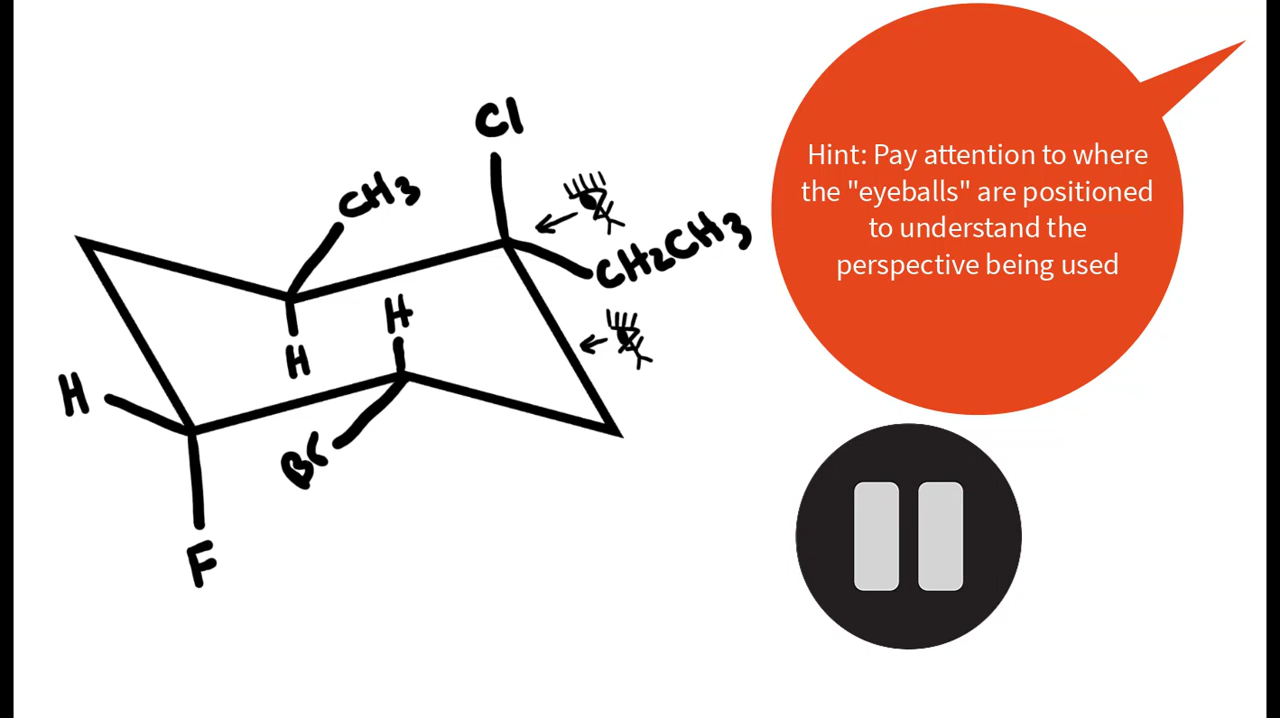 Cl
CH3
CH2CH3
H
H
H
Br
F
Hint: Pay attention to where
the "eyeballs" are positioned
to understand the
perspective being used